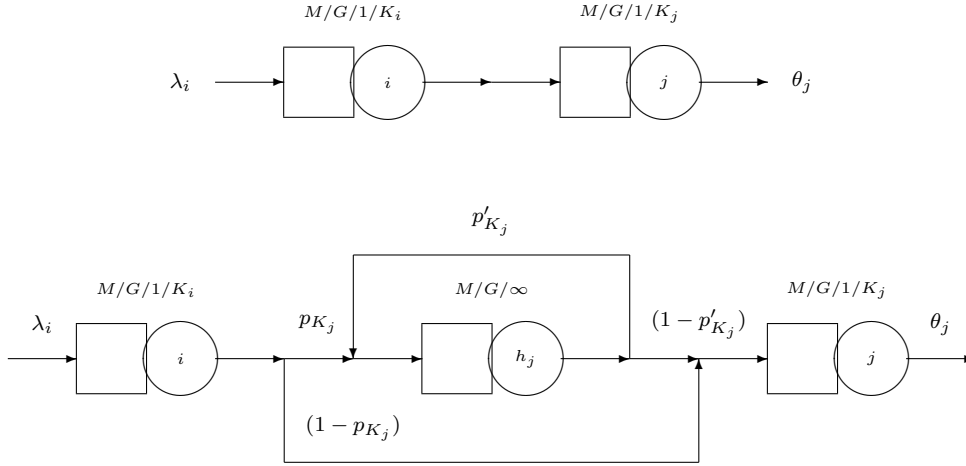 M/G/1/K_i M/G/1/K_j
λ_i i j θ_j
p'_{K_j}
M/G/1/K_i M/G/∞ M/G/1/K_j
λ_i p_{K_j} (1 − p'_{K_j}) θ_j
i h_j j
(1 − p_{K_j})